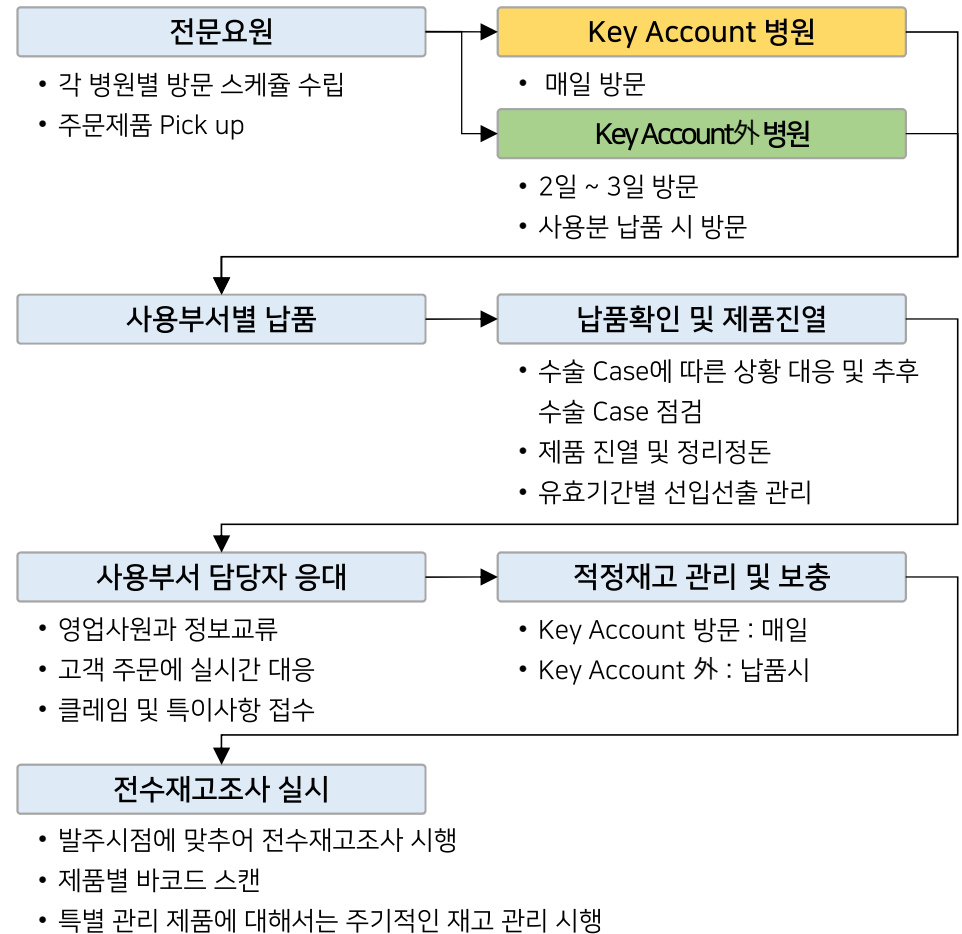 전문요원
• 각 병원별 방문 스케쥴 수립
• 주문제품 Pick up
Key Account 병원
• 매일 방문
Key Account外 병원
• 2일 ~ 3일 방문
• 사용분 납품 시 방문
사용부서별 납품
납품확인 및 제품진열
• 수술 Case에 따른 상황 대응 및 추후
수술 Case 점검
• 제품 진열 및 정리정돈
• 유효기간별 선입선출 관리
사용부서 담당자 응대
• 영업사원과 정보교류
• 고객 주문에 실시간 대응
• 클레임 및 특이사항 접수
적정재고 관리 및 보충
• Key Account 방문 : 매일
• Key Account 外 : 납품시
전수재고조사 실시
• 발주시점에 맞추어 전수재고조사 시행
• 제품별 바코드 스캔
• 특별 관리 제품에 대해서는 주기적인 재고 관리 시행